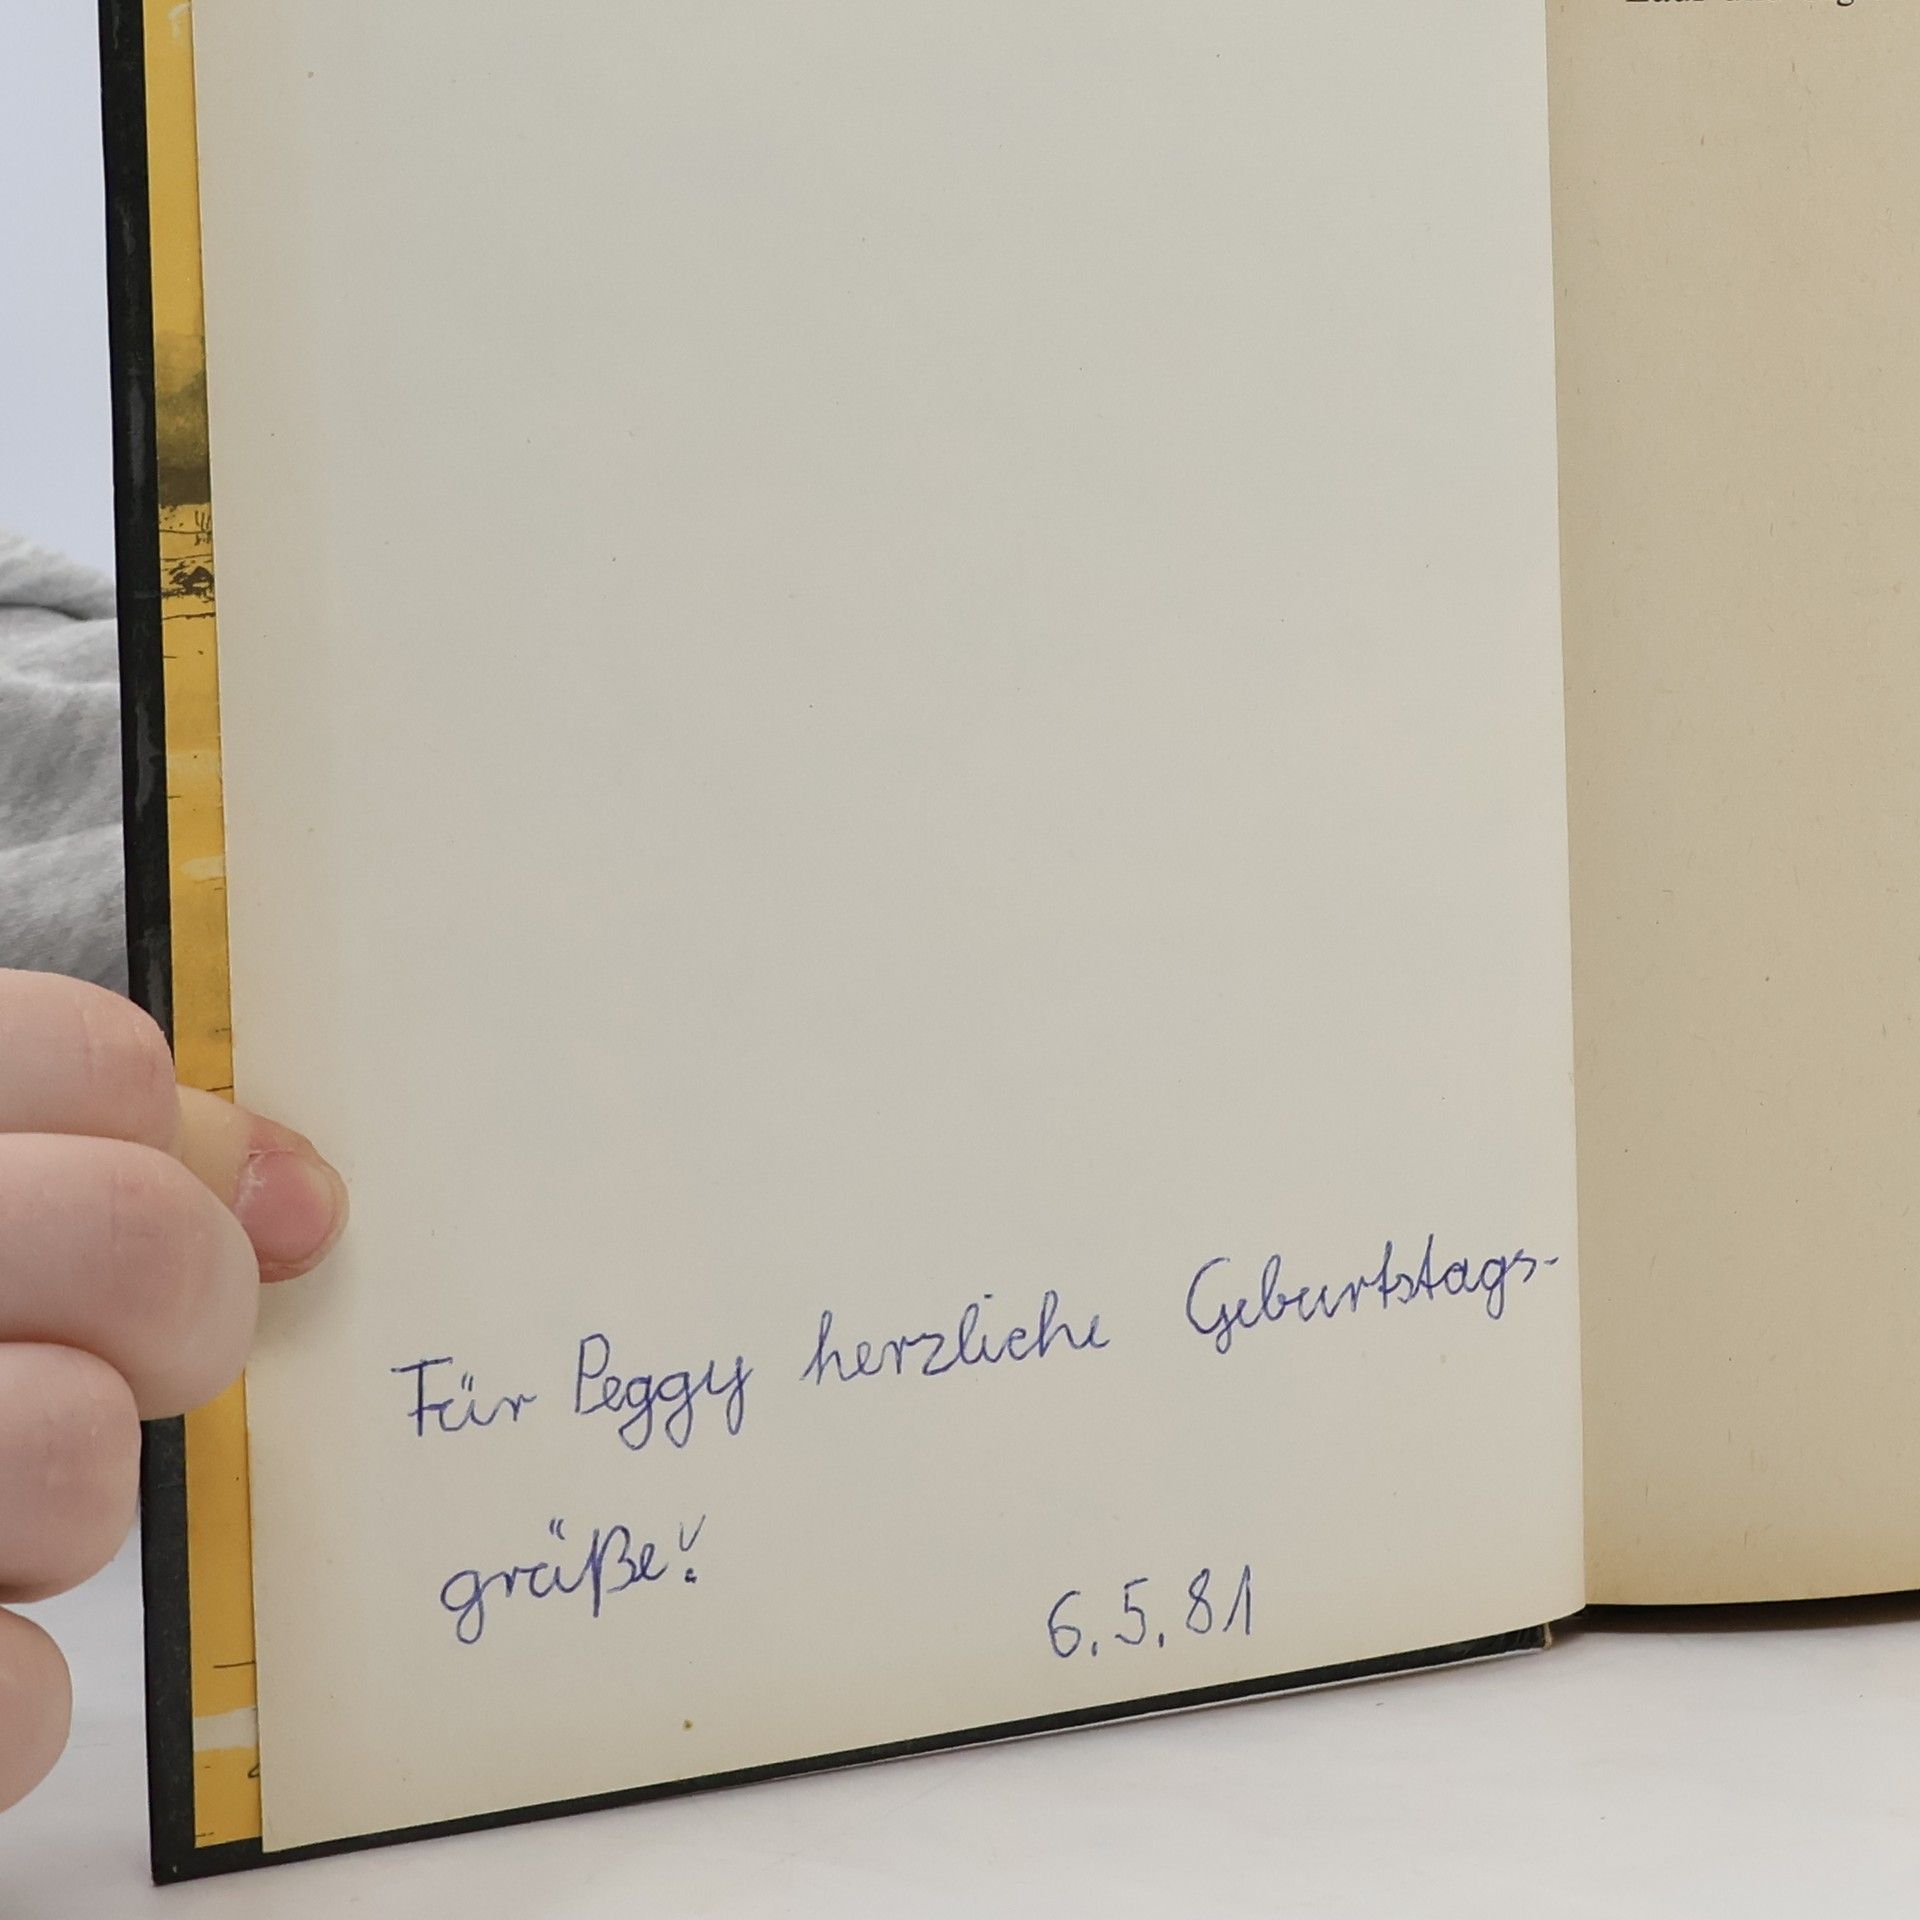 Für Peggy herzliche Geburtstags-
grüße!
6.5.81